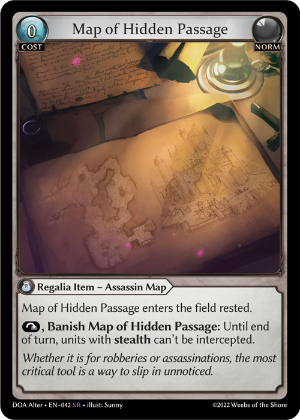 0
COST
Map of Hidden Passage
NORM
Regalia Item – Assassin Map
Map of Hidden Passage enters the field rested.
, Banish Map of Hidden Passage: Until end
of turn, units with stealth can't be intercepted.
Whether it is for robberies or assassinations, the most
critical tool is a way to slip in unnoticed.
DOA Alter • EN-042 SR • illust: Sunny
©2022 Weebs of the Shore